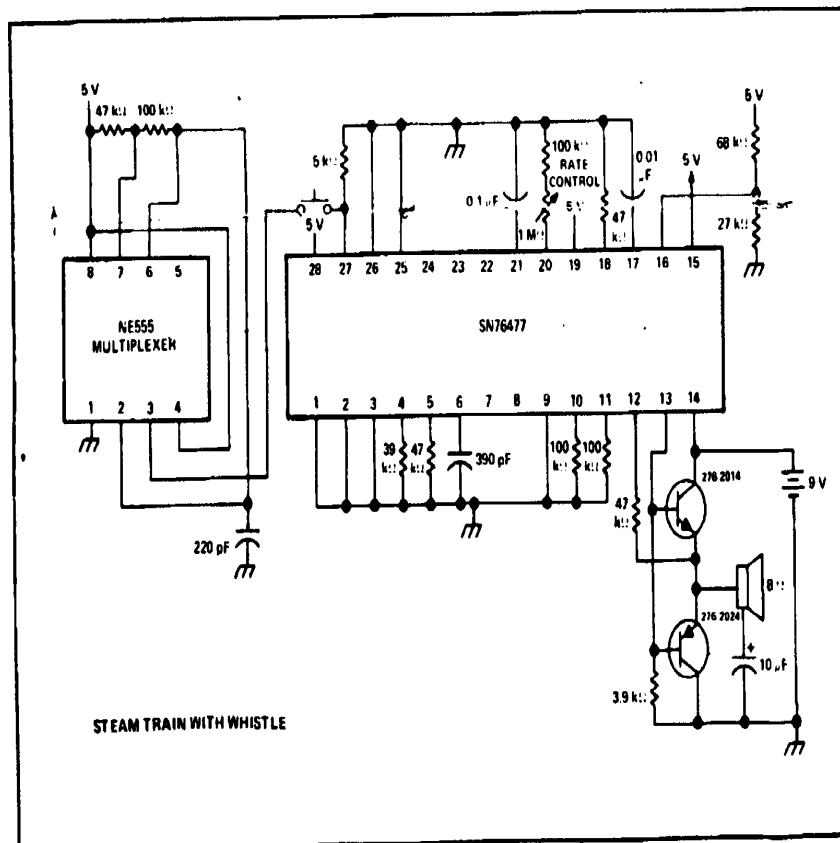 5 V
47 kΩ 100 kΩ
8 7 6 5
NE555
MULTIPLEXER
1 2 3 4
220 pF
5 kΩ
5 V
0.1 μF
100 kΩ
RATE
CONTROL
1 MΩ
5 V
47
kΩ
0.01
μF
5 V
6 V
68 kΩ
27 kΩ
28 27 26 25 24 23 22 21 20 19 18 17 16 15
SN76477
1 2 3 4 5 6 7 8 9 10 11 12 13 14
39
kΩ
47
kΩ
390 pF
100
kΩ
100
kΩ
47
kΩ
276 2014
9 V
8 Ω
276 2024
+
10 μF
3.9 kΩ
STEAM TRAIN WITH WHISTLE